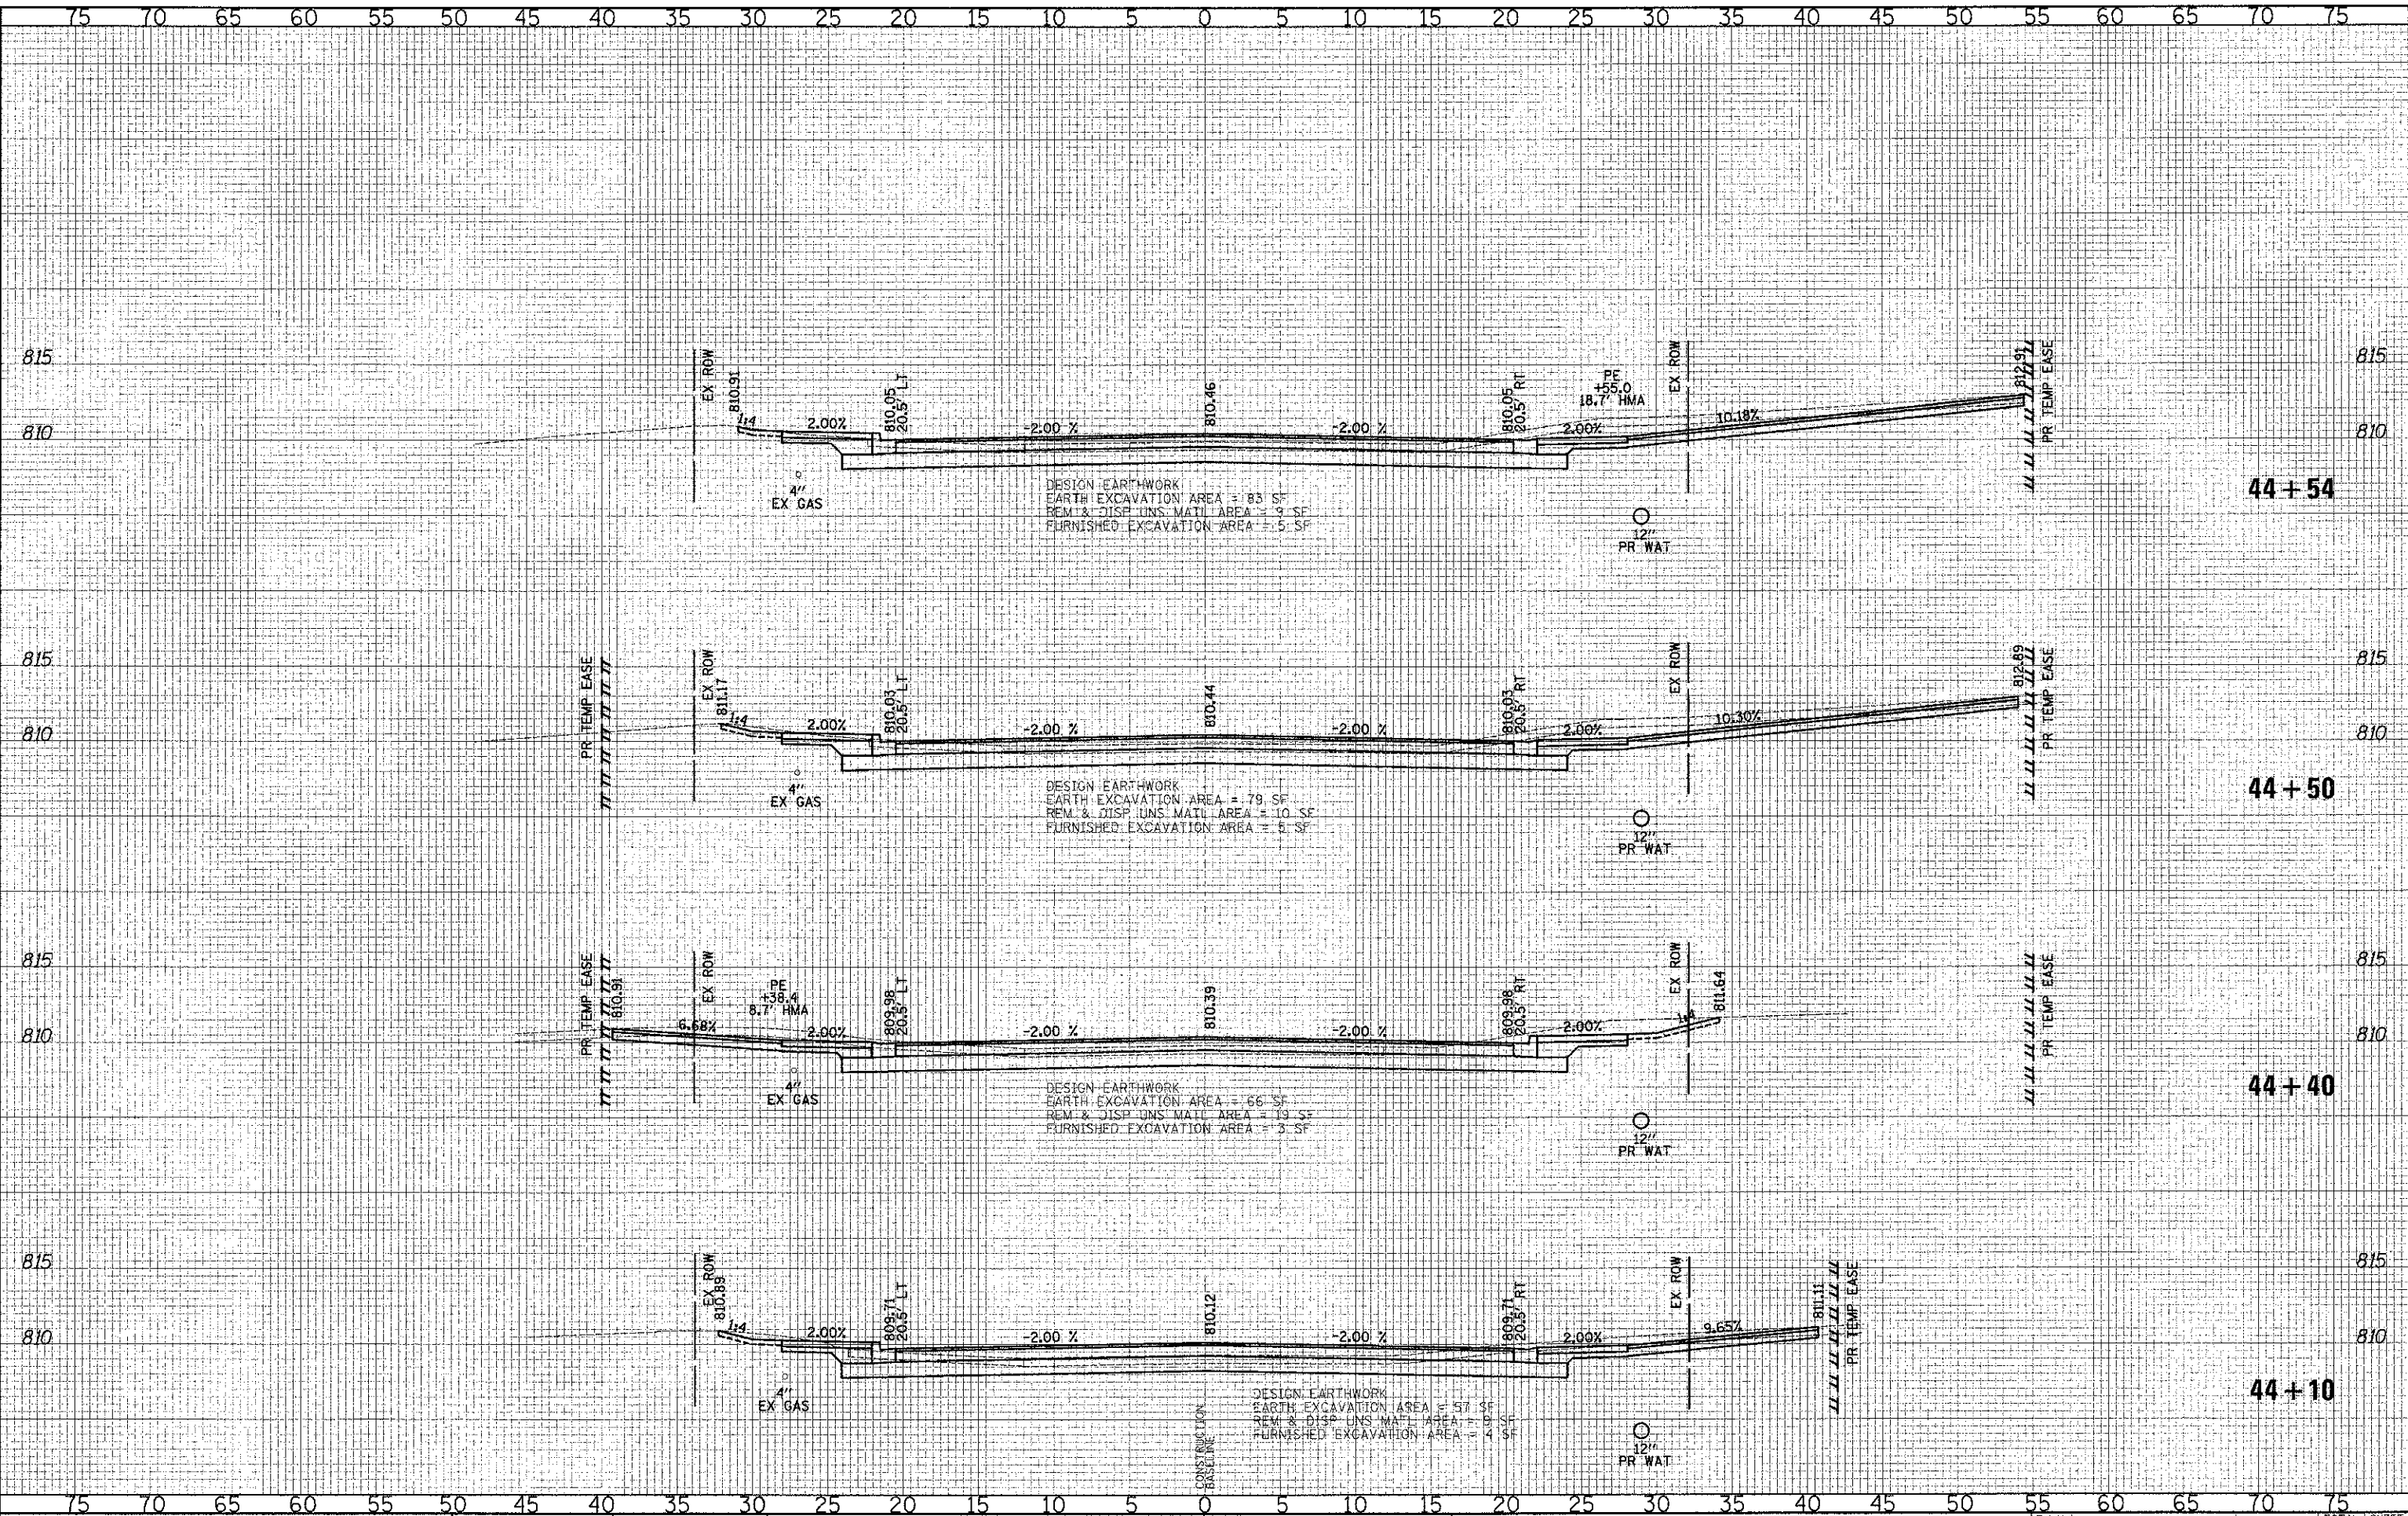 75 70 65 60 55 50 45 40 35 30 25 20 15 10 5 0 5 10 15 20 25 30 35 40 45 50 55 60 65 70 75
815 815
810 810
EX ROW
810.91
1:4
2.00%
810.05
20.5' LT
-2.00 %
810.46
-2.00 %
810.05
20.5' RT
PE
+55.0
18.7' HMA
2.00%
EX ROW
10.18%
812.91
PR TEMP EASE
4"
EX GAS
DESIGN EARTHWORK
EARTH EXCAVATION AREA = 83 SF
REM & DISP UNS MATL AREA = 9 SF
FURNISHED EXCAVATION AREA = 5 SF
12"
PR WAT
44+54
815 815
810 810
PR TEMP EASE
EX ROW
811.17
1:4
2.00%
810.03
20.5' LT
-2.00 %
810.44
-2.00 %
810.03
20.5' RT
2.00%
EX ROW
10.30%
812.89
PR TEMP EASE
4"
EX GAS
DESIGN EARTHWORK
EARTH EXCAVATION AREA = 79 SF
REM & DISP UNS MATL AREA = 10 SF
FURNISHED EXCAVATION AREA = 5 SF
12"
PR WAT
44+50
815 815
810 810
PR TEMP EASE
810.91
EX ROW
6.68%
PE
+38.4
8.7' HMA
2.00%
809.98
20.5' LT
-2.00 %
810.39
-2.00 %
809.98
20.5' RT
2.00%
EX ROW
1:4
811.64
PR TEMP EASE
4"
EX GAS
DESIGN EARTHWORK
EARTH EXCAVATION AREA = 66 SF
REM & DISP UNS MATL AREA = 19 SF
FURNISHED EXCAVATION AREA = 3 SF
12"
PR WAT
44+40
815 815
810 810
EX ROW
810.89
1:4
2.00%
809.71
20.5' LT
-2.00 %
810.12
-2.00 %
809.71
20.5' RT
2.00%
EX ROW
9.65%
811.11
PR TEMP EASE
4"
EX GAS
CONSTRUCTION
BASELINE
DESIGN EARTHWORK
EARTH EXCAVATION AREA = 57 SF
REM & DISP UNS MATL AREA = 9 SF
FURNISHED EXCAVATION AREA = 4 SF
12"
PR WAT
44+10
75 70 65 60 55 50 45 40 35 30 25 20 15 10 5 0 5 10 15 20 25 30 35 40 45 50 55 60 65 70 75